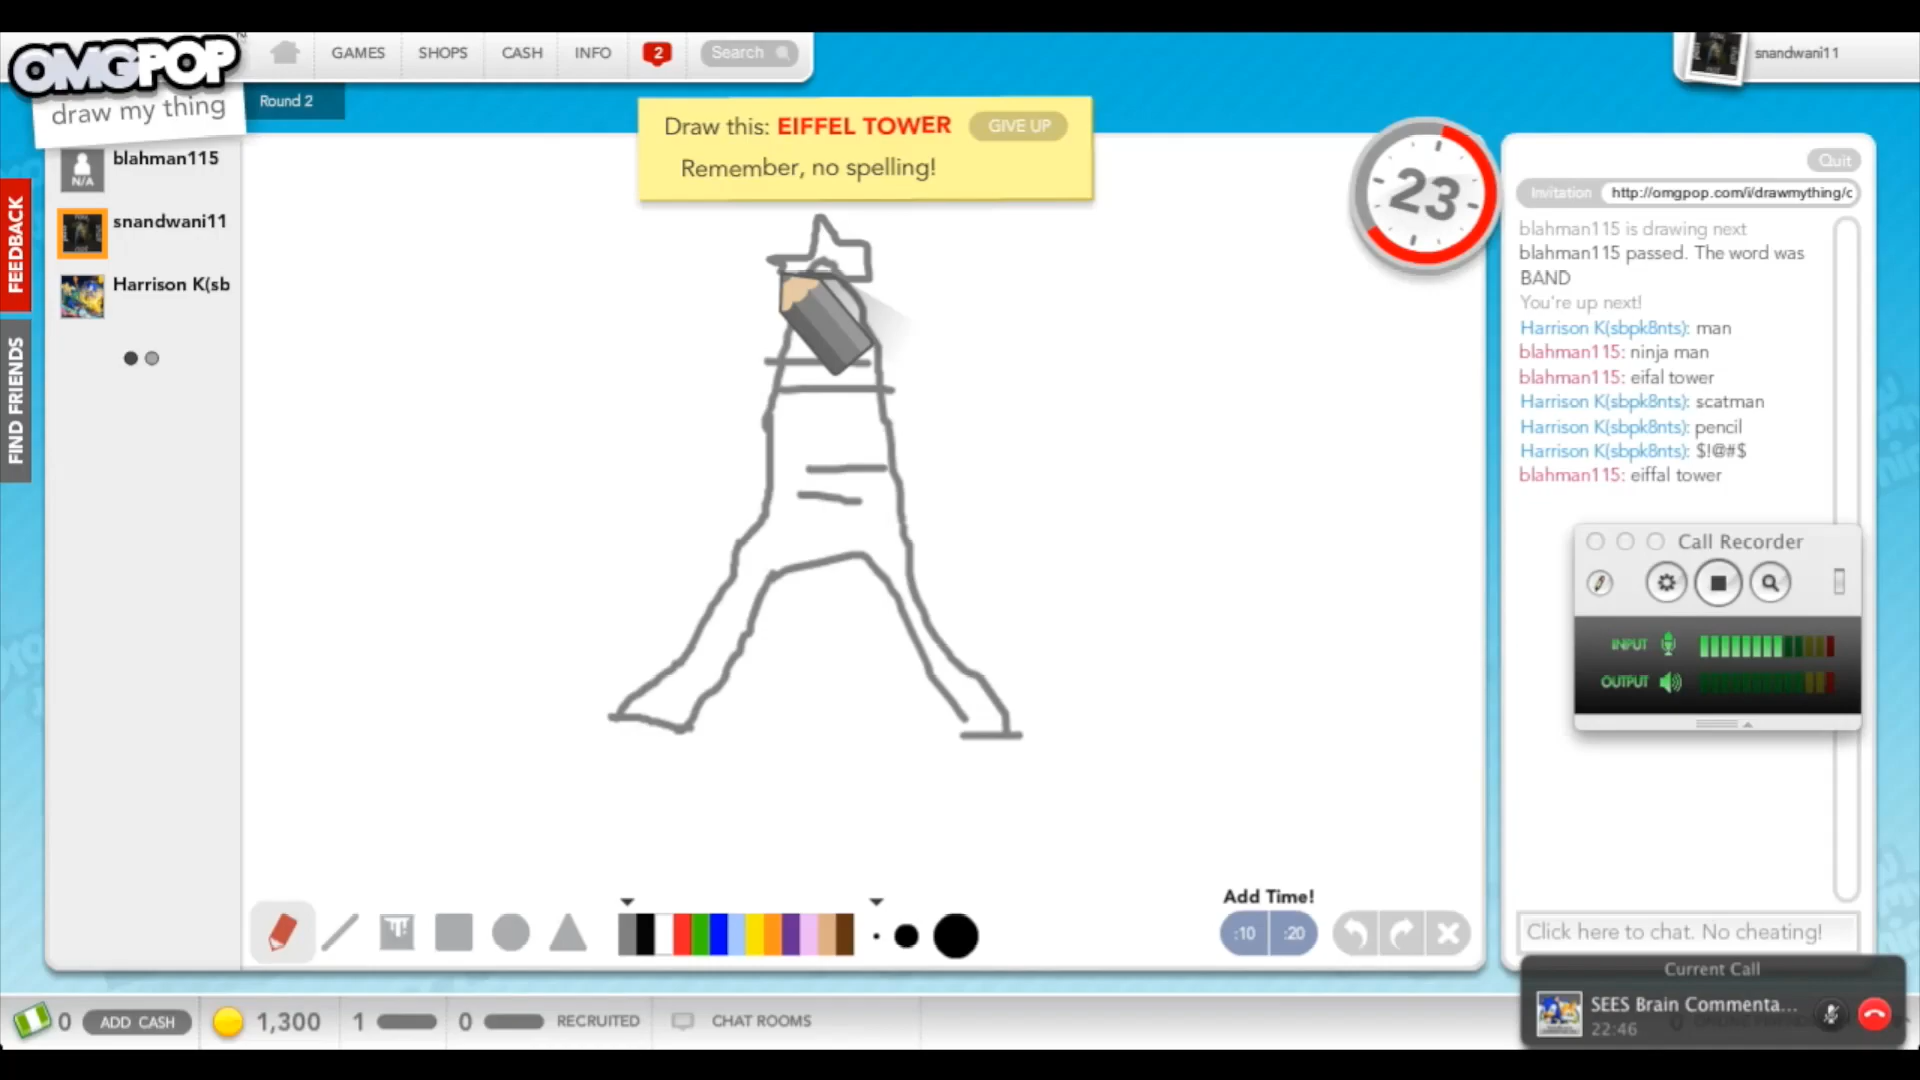 OMGPOP
draw my thing
GAMES
SHOPS
CASH
INFO
2
Search
snandwani11
Round 2
Draw this: EIFFEL TOWER
GIVE UP
Remember, no spelling!
23
FEEDBACK
FIND FRIENDS
N/A
blahman115
snandwani11
Harrison K(sb
Quit
Invitation
http://omgpop.com/i/drawmything/c
blahman115 is drawing next
blahman115 passed. The word was
BAND
You're up next!
Harrison K(sbpk8nts): man
blahman115: ninja man
blahman115: eifal tower
Harrison K(sbpk8nts): scatman
Harrison K(sbpk8nts): pencil
Harrison K(sbpk8nts): $!@#$
blahman115: eiffal tower
Call Recorder
INPUT
OUTPUT
Add Time!
:10
:20
Click here to chat. No cheating!
Current Call
SEES Brain Commenta...
22:46
0
ADD CASH
1,300
1
0
RECRUITED
CHAT ROOMS